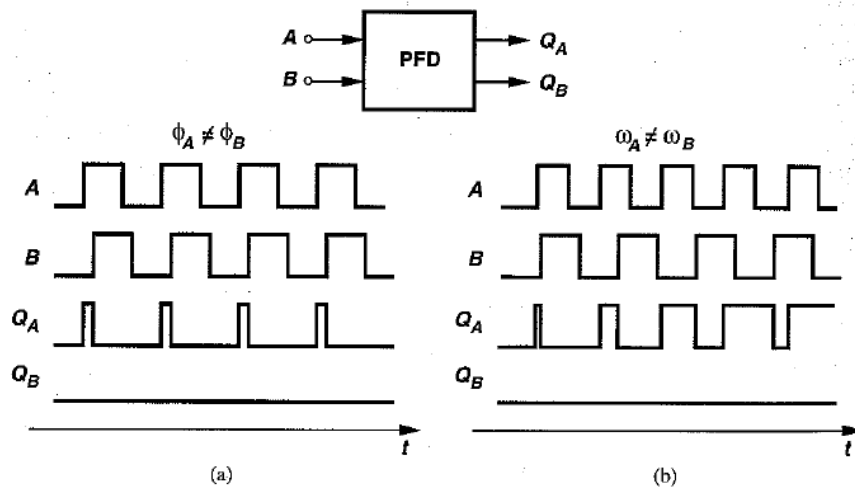 A PFD Q_A
B Q_B
ϕ_A ≠ ϕ_B ω_A ≠ ω_B
A A
B B
Q_A Q_A
Q_B Q_B
t t
(a) (b)